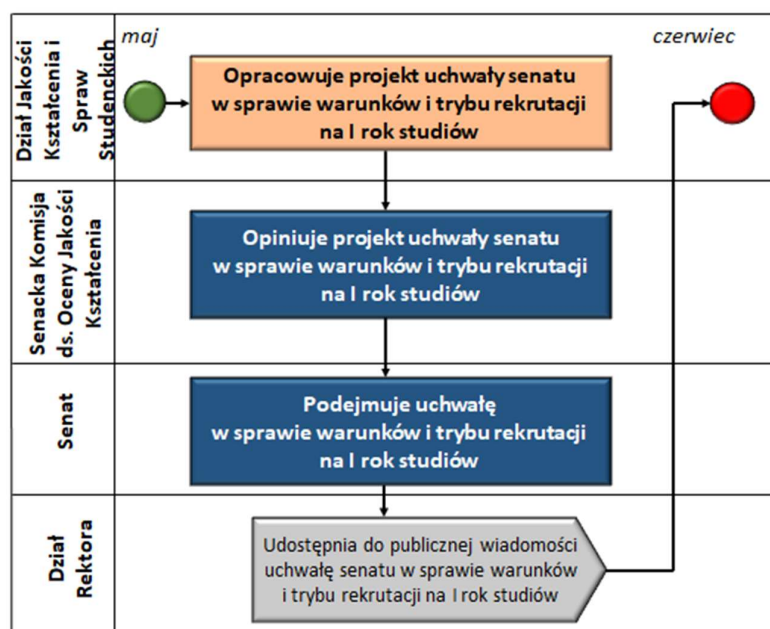 Dział Jakości
Kształcenia i
Spraw
Studenckich
maj
czerwiec
Opracowuje projekt uchwały senatu
w sprawie warunków i trybu rekrutacji
na I rok studiów
Senacka Komisja
ds. Oceny Jakości
Kształcenia
Opiniuje projekt uchwały senatu
w sprawie warunków i trybu rekrutacji
na I rok studiów
Senat
Podejmuje uchwałę
w sprawie warunków i trybu rekrutacji
na I rok studiów
Dział
Rektora
Udostępnia do publicznej wiadomości
uchwałę senatu w sprawie warunków
i trybu rekrutacji na I rok studiów